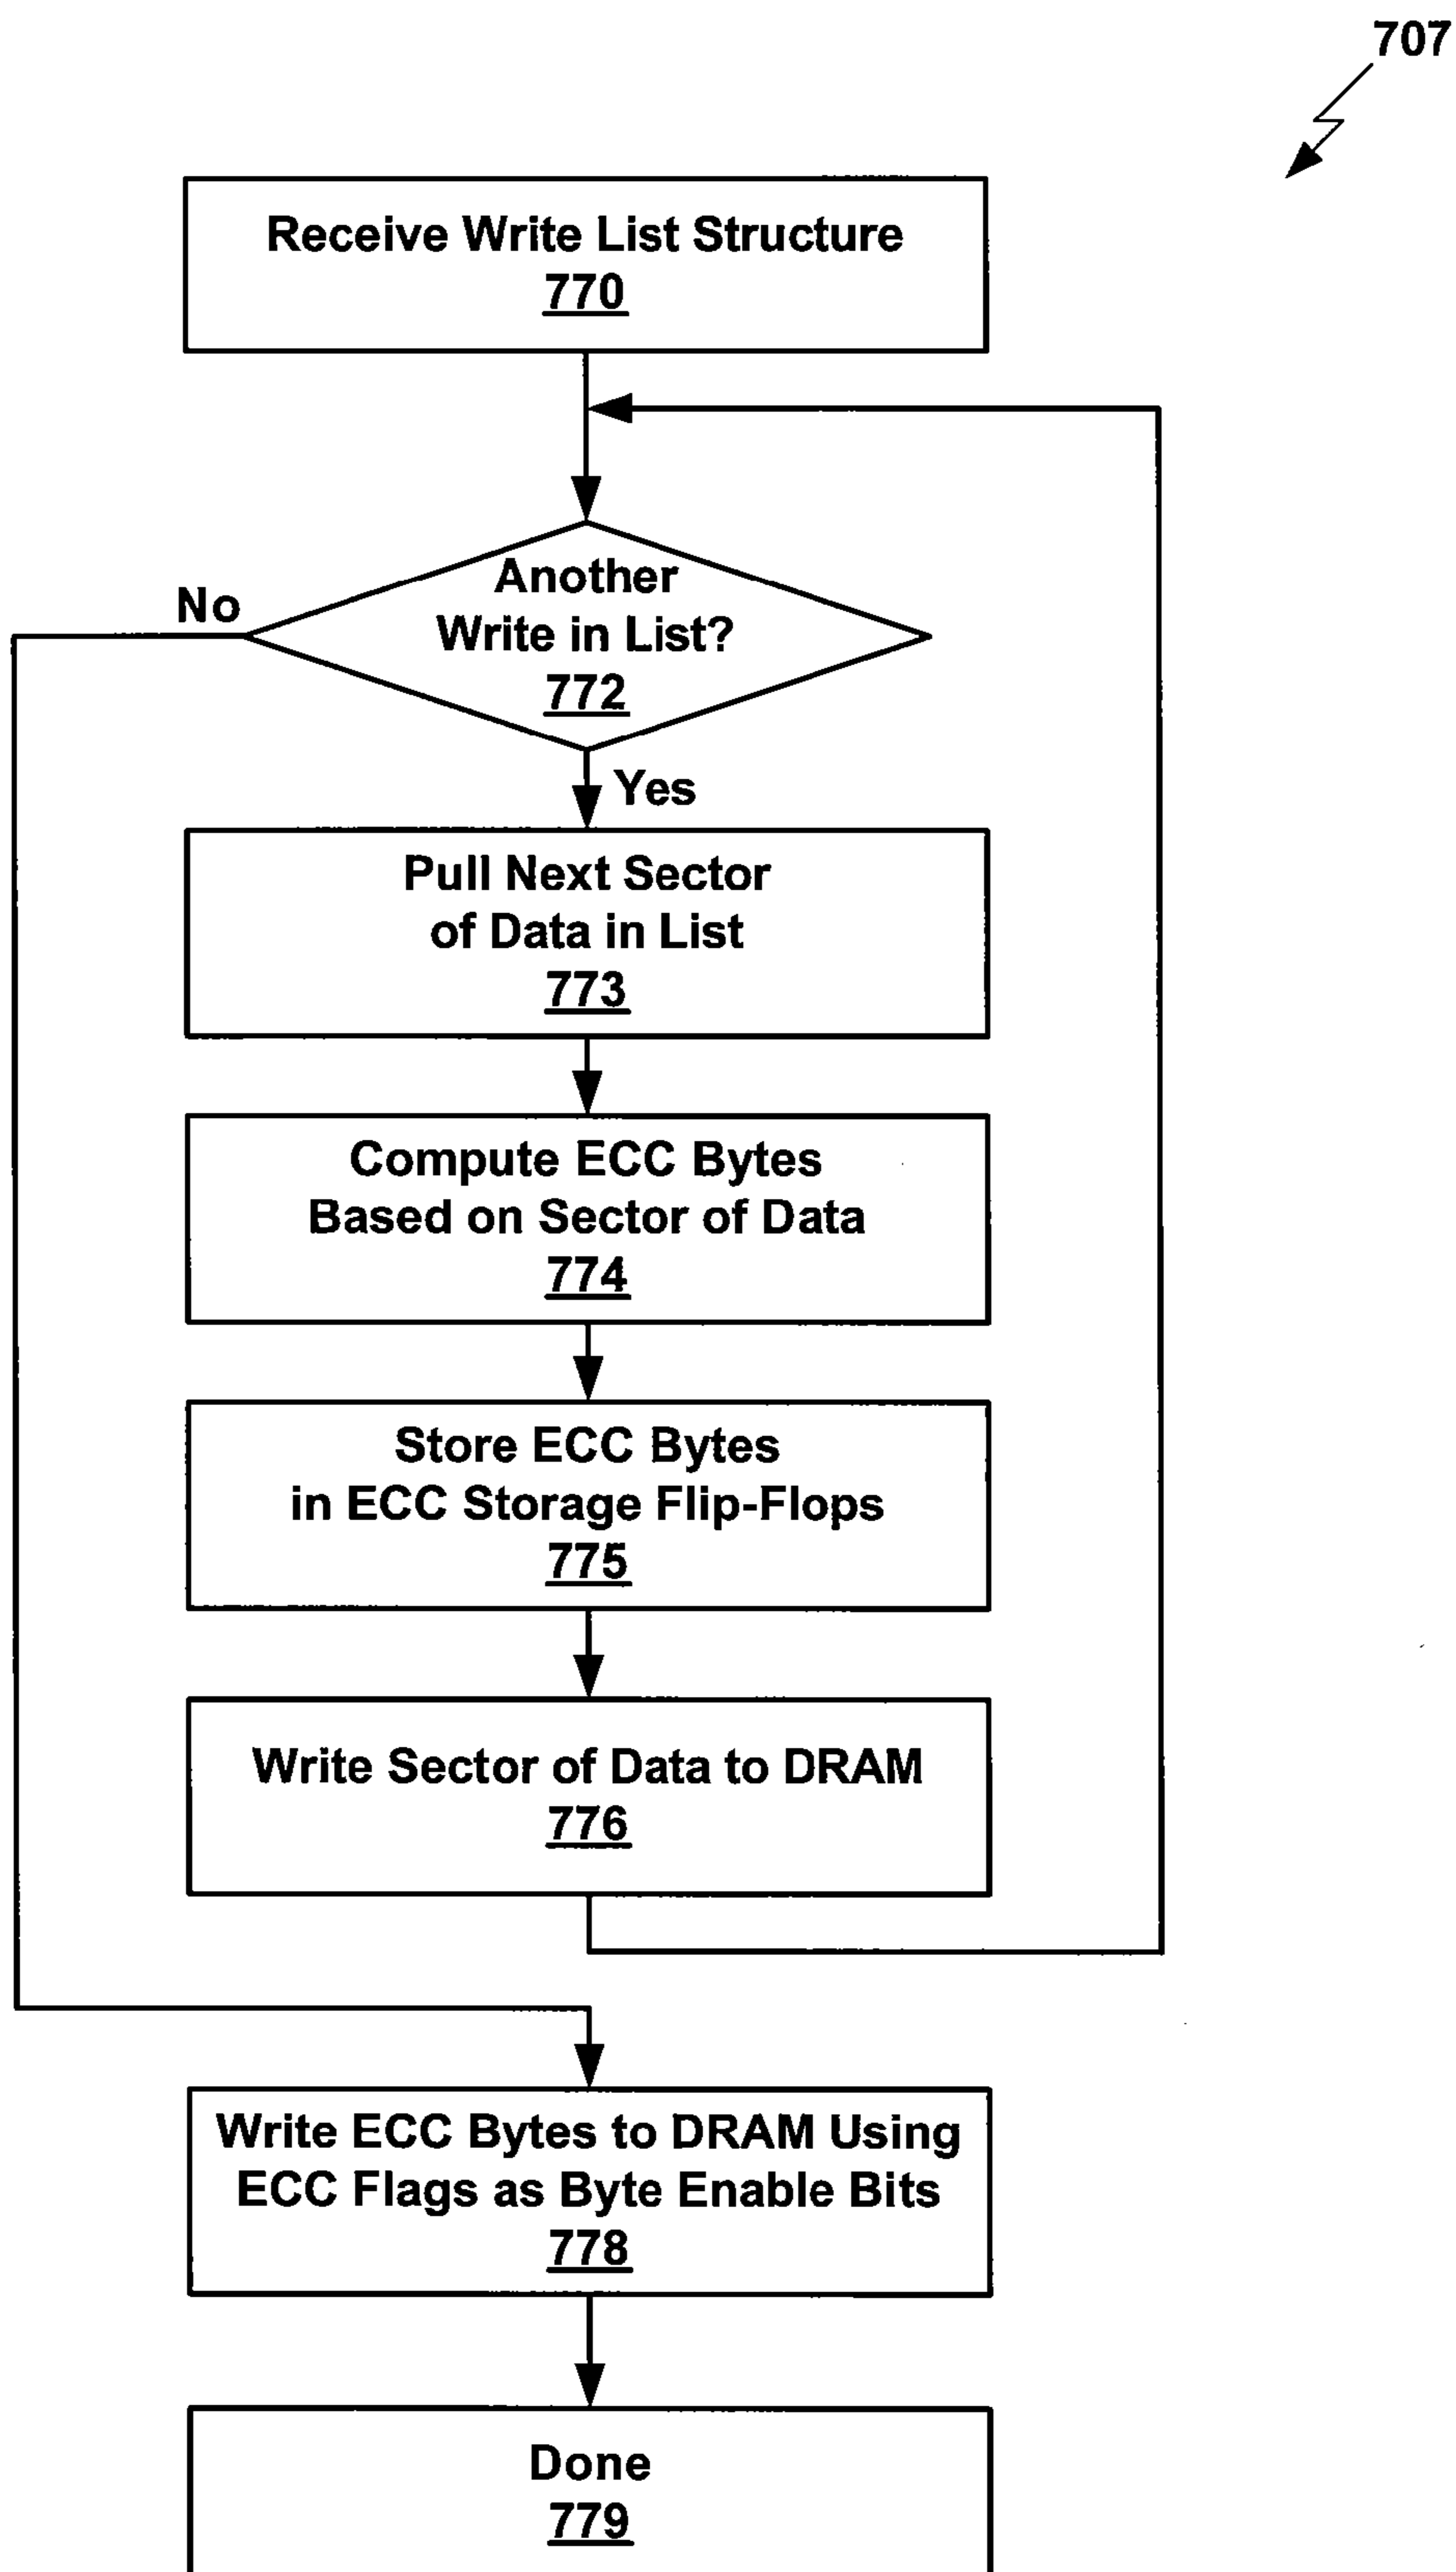 707
Receive Write List Structure
770
Another
Write in List?
772
No
Yes
Pull Next Sector
of Data in List
773
Compute ECC Bytes
Based on Sector of Data
774
Store ECC Bytes
in ECC Storage Flip-Flops
775
Write Sector of Data to DRAM
776
Write ECC Bytes to DRAM Using
ECC Flags as Byte Enable Bits
778
Done
779